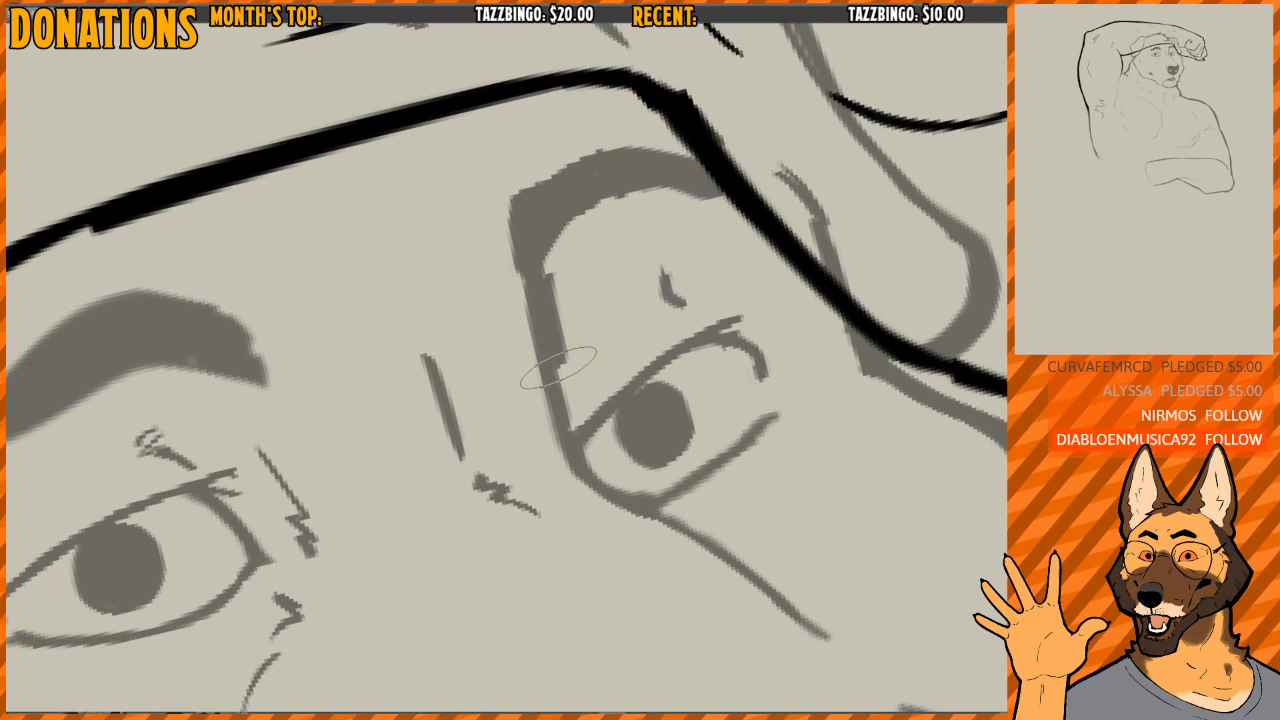 DONATIONS
MONTH'S TOP: TAZZBINGO: $20.00 RECENT: TAZZBINGO: $10.00
CURVAFEMRCD PLEDGED $5.00
ALYSSA PLEDGED $5.00
NIRMOS FOLLOW
DIABLOENMUSICA92 FOLLOW